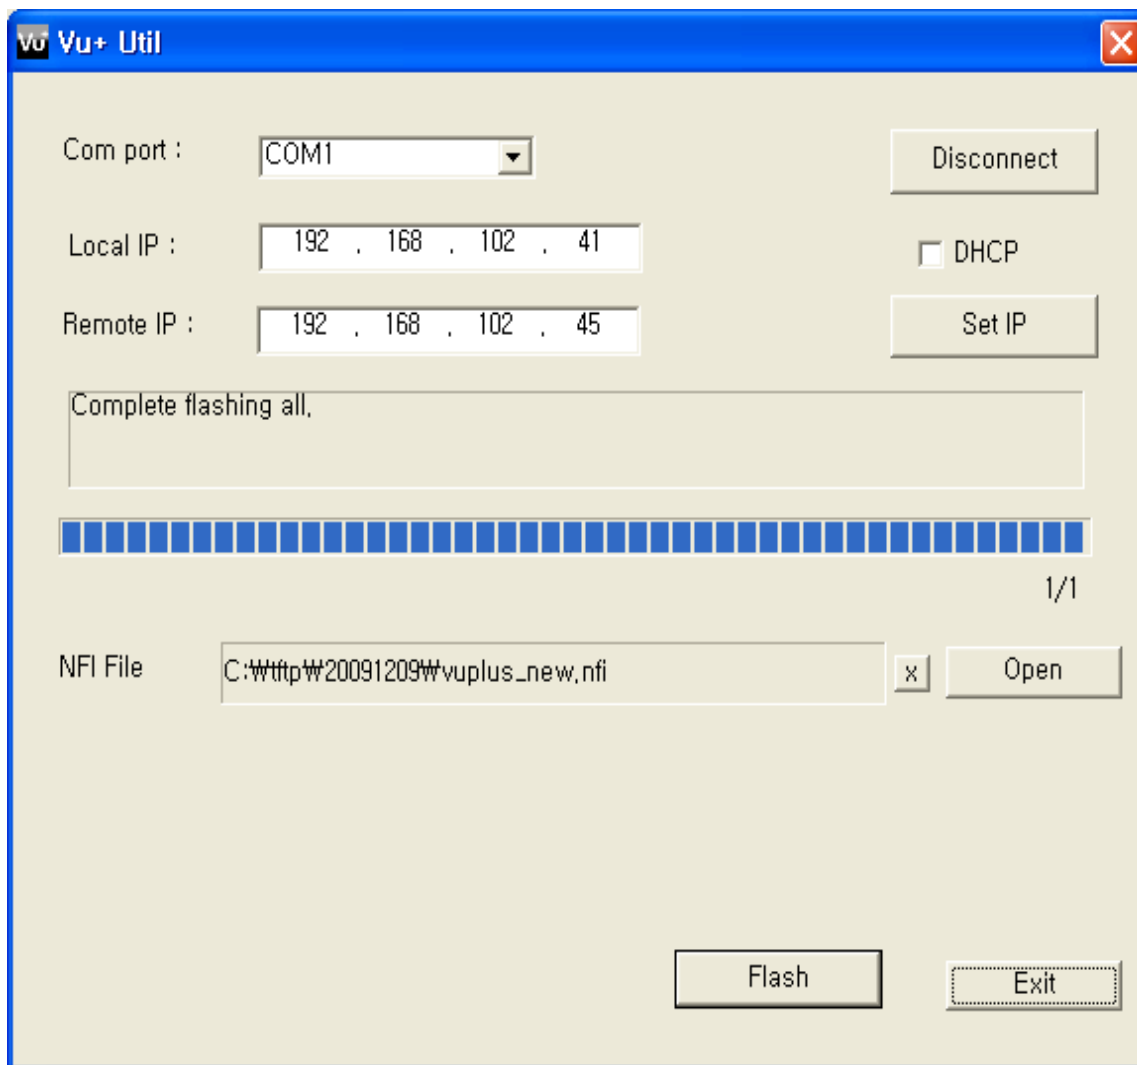 Vu+ Vu+ Util
Com port : COM1 Disconnect
Local IP : 192 . 168 . 102 . 41 DHCP
Remote IP : 192 . 168 . 102 . 45 Set IP
Complete flashing all.
1/1
NFI File C:₩tftp₩20091209₩vuplus_new.nfi x Open
Flash Exit